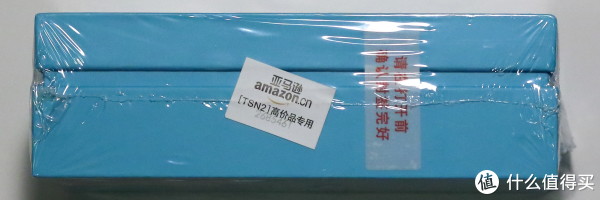 亚马逊
amazon.cn
[TSN2]高价品专用
请在打开前
确认内签完好
值 什么值得买